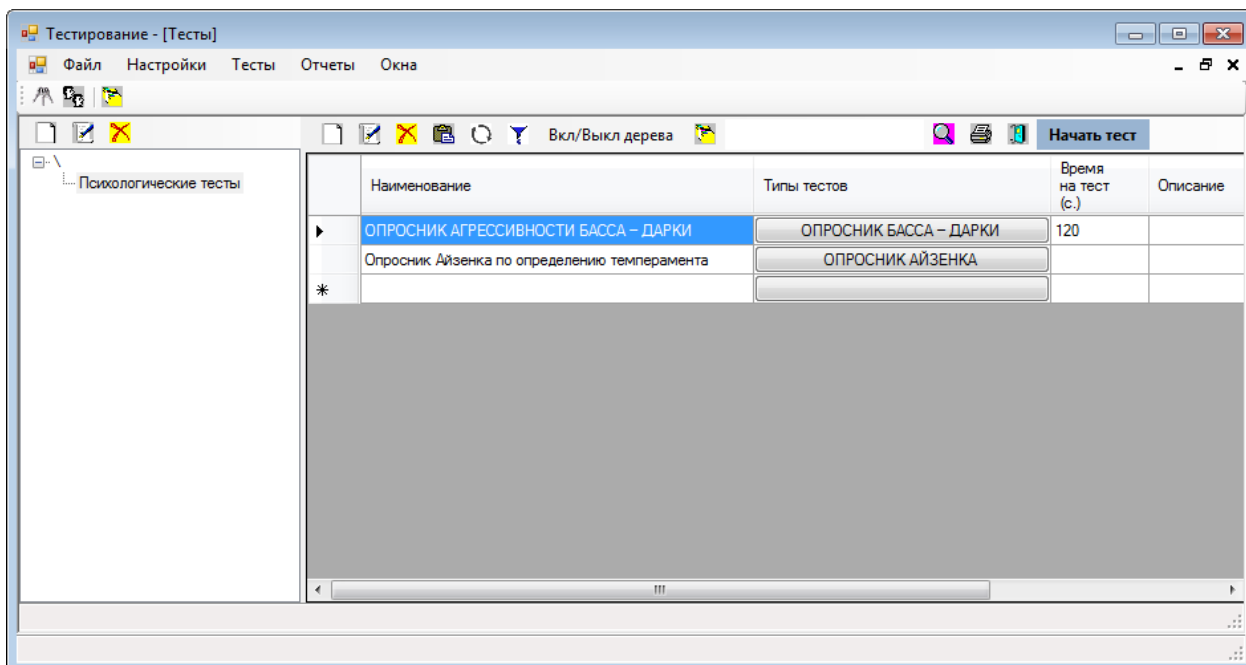 Тестирование - [Тесты]
Файл Настройки Тесты Отчеты Окна
Вкл/Выкл дерева Начать тест
\
Психологические тесты
Наименование Типы тестов Время на тест (с.) Описание
ОПРОСНИК АГРЕССИВНОСТИ БАССА – ДАРКИ ОПРОСНИК БАССА – ДАРКИ 120
Опросник Айзенка по определению темперамента ОПРОСНИК АЙЗЕНКА